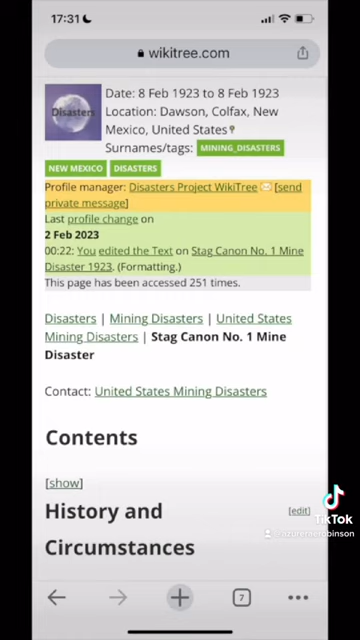 17:31
wikitree.com
Disasters
Date: 8 Feb 1923 to 8 Feb 1923
Location: Dawson, Colfax, New
Mexico, United States
Surnames/tags: MINING_DISASTERS
NEW MEXICO DISASTERS
Profile manager: Disasters Project WikiTree [send
private message]
Last profile change on
2 Feb 2023
00:22: You edited the Text on Stag Canon No. 1 Mine
Disaster 1923. (Formatting.)
This page has been accessed 251 times.
Disasters | Mining Disasters | United States
Mining Disasters | Stag Canon No. 1 Mine
Disaster
Contact: United States Mining Disasters
Contents
[show]
History and [edit]
Circumstances
TikTok
7